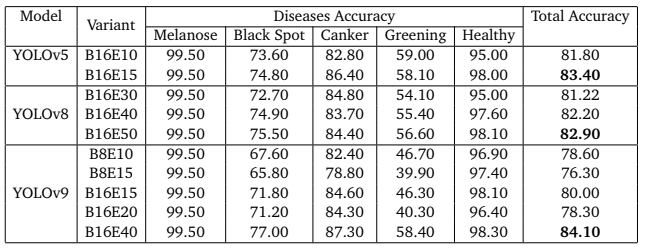 Model Variant Diseases Accuracy Total Accuracy
Melanose Black Spot Canker Greening Healthy
YOLOv5 B16E10 99.50 73.60 82.80 59.00 95.00 81.80
B16E15 99.50 74.80 86.40 58.10 98.00 83.40
B16E30 99.50 72.70 84.80 54.10 95.00 81.22
YOLOv8 B16E40 99.50 74.90 83.70 55.40 97.60 82.20
B16E50 99.50 75.50 84.40 56.60 98.10 82.90
B8E10 99.50 67.60 82.40 46.70 96.90 78.60
B8E15 99.50 65.80 78.80 39.90 97.40 76.30
YOLOv9 B16E15 99.50 71.80 84.60 46.30 98.10 80.00
B16E20 99.50 71.20 84.30 40.30 96.40 78.30
B16E40 99.50 77.00 87.30 58.40 98.30 84.10